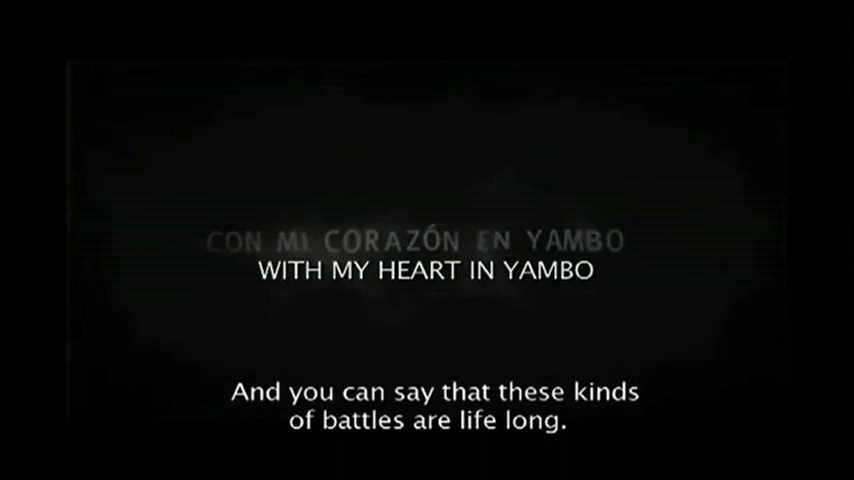 CON MI CORAZÓN EN YAMBO
WITH MY HEART IN YAMBO
And you can say that these kinds
of battles are life long.